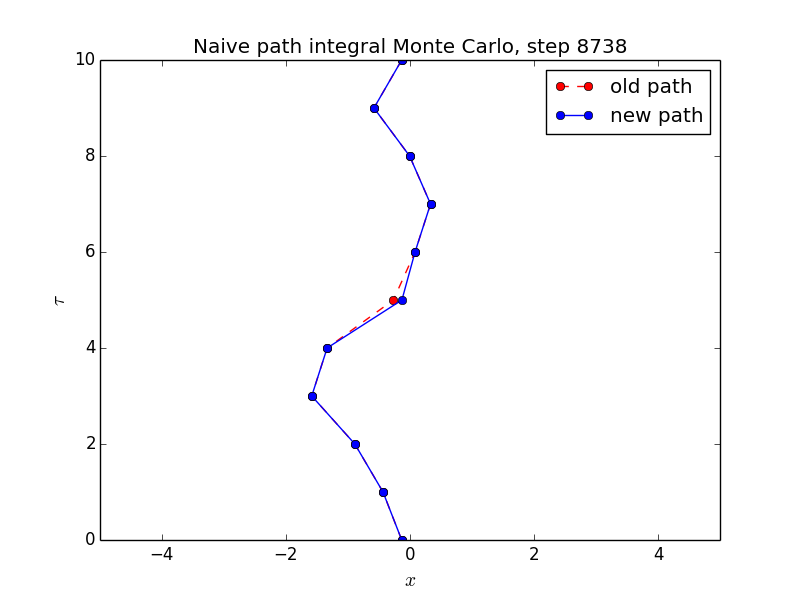 Naive path integral Monte Carlo, step 8738
old path
new path
10
8
6
4
2
0
τ
−4
−2
0
2
4
x